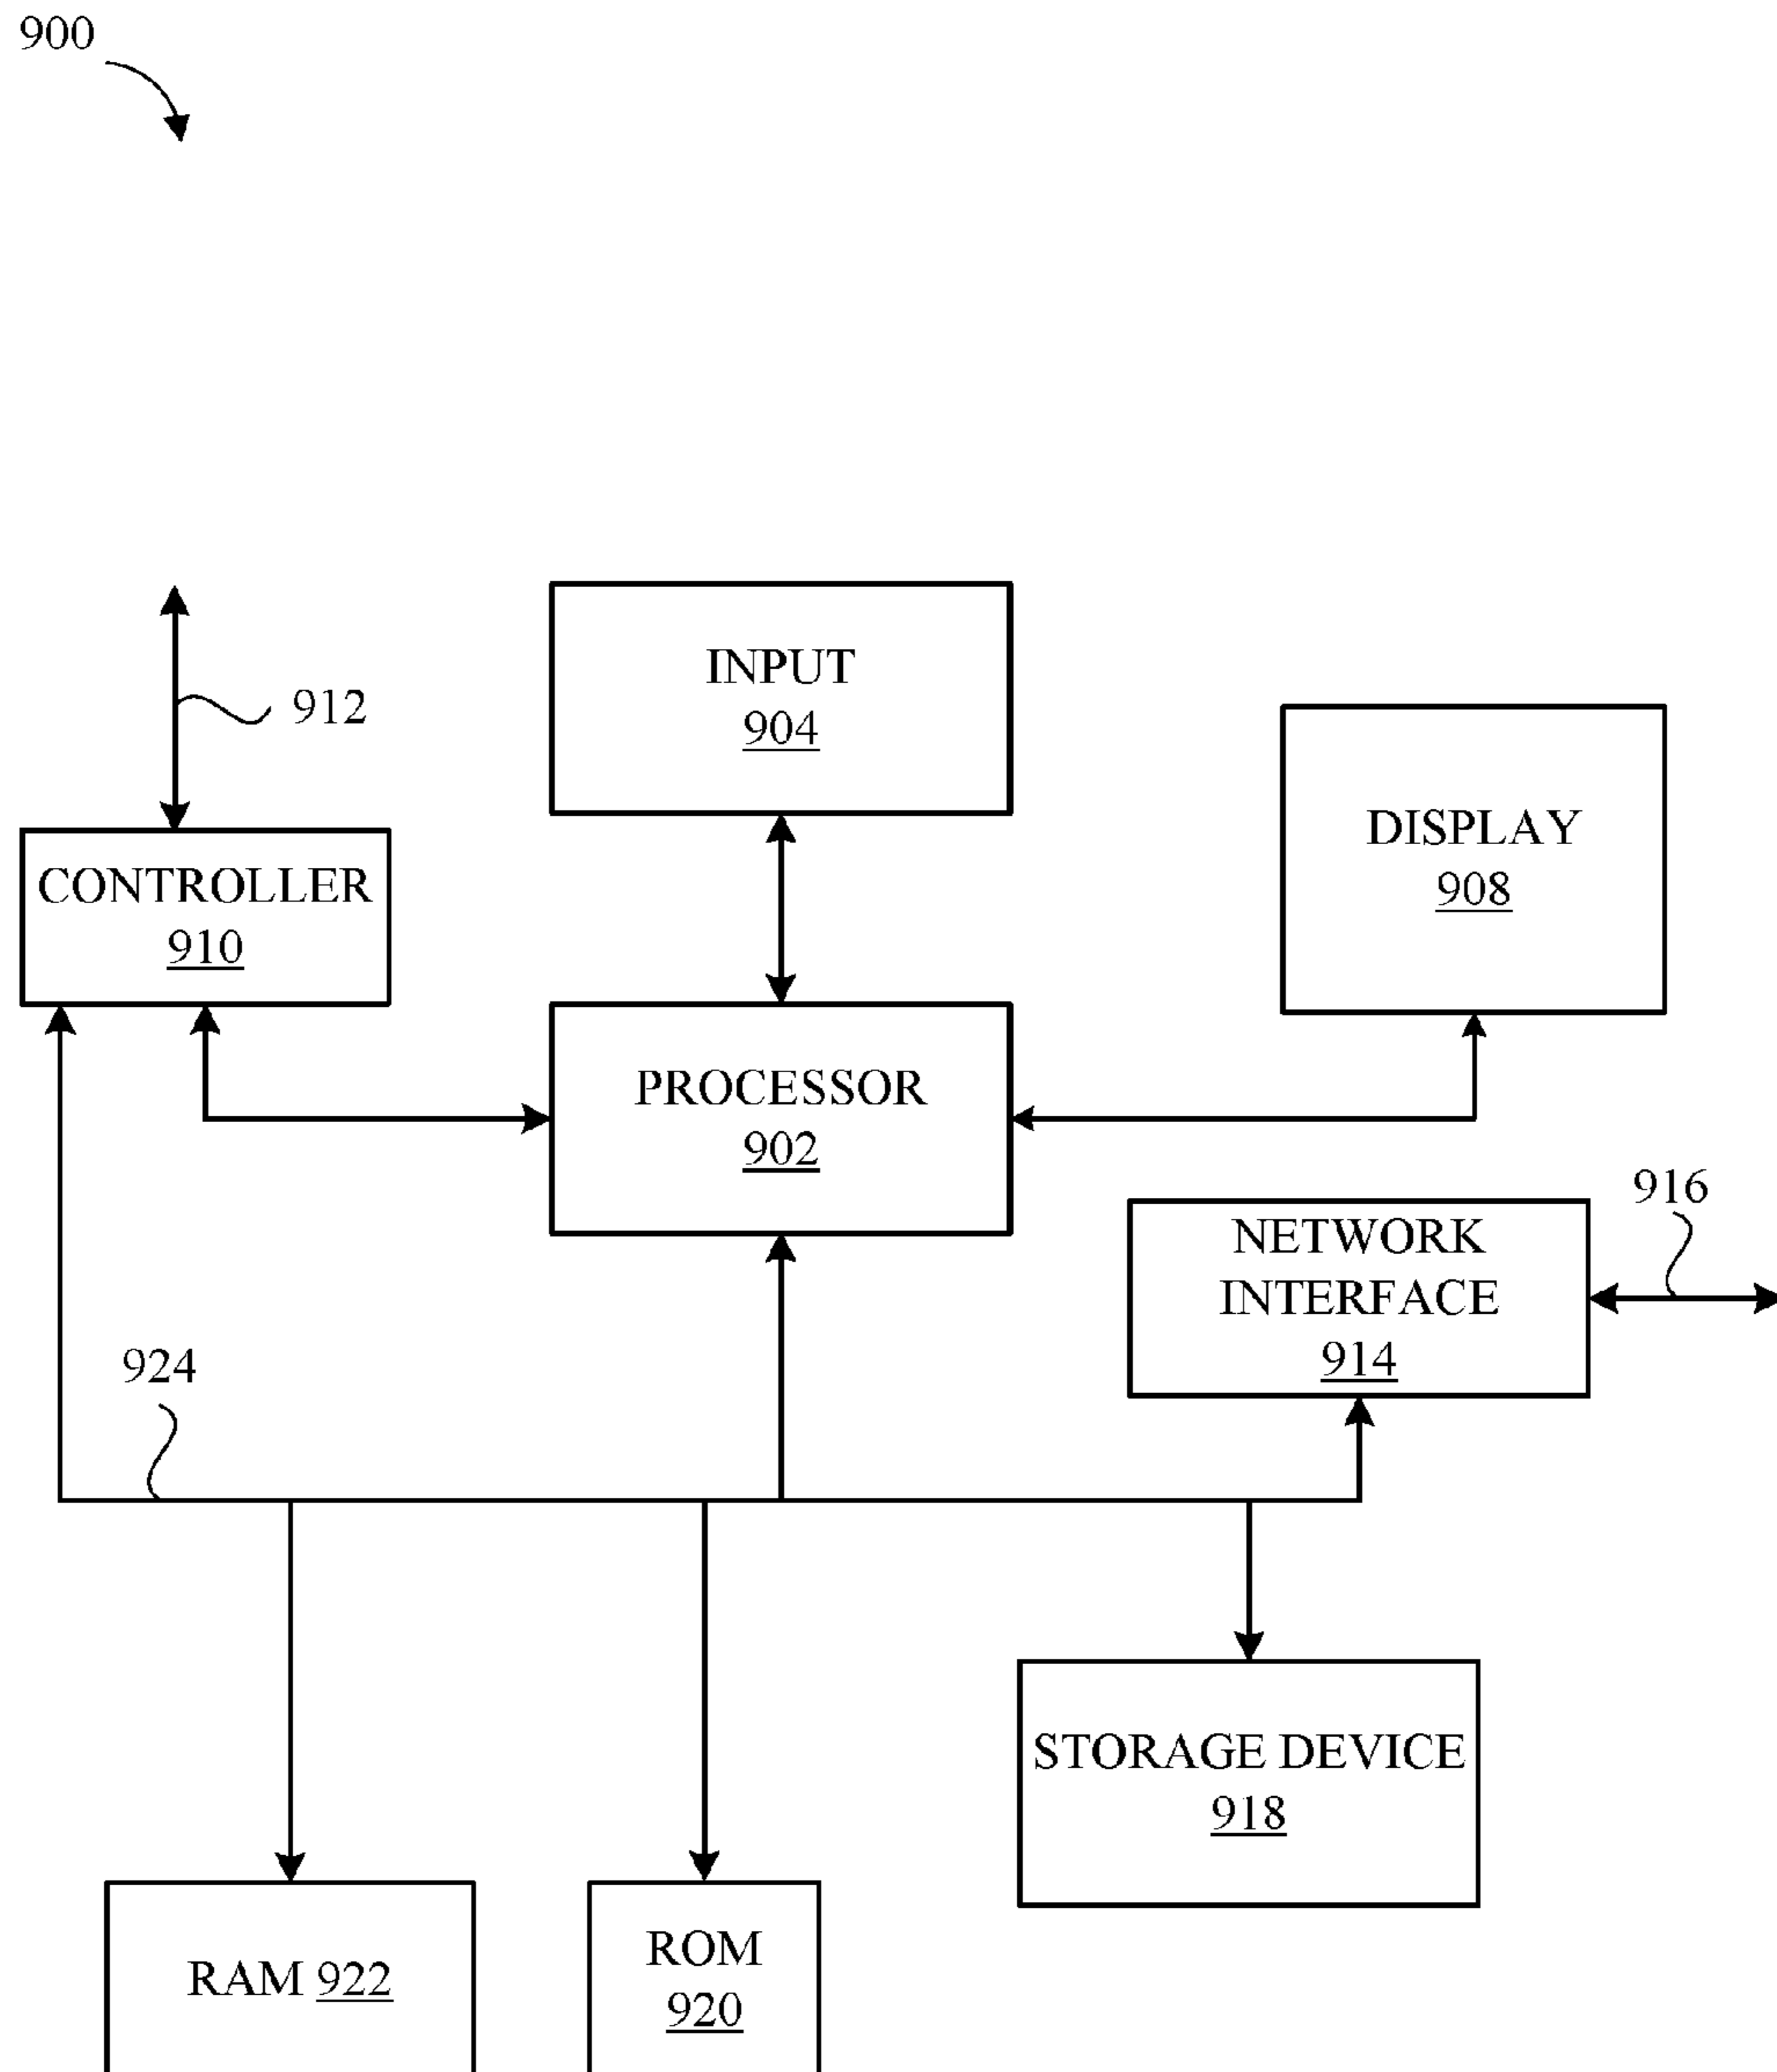 900
INPUT
904
912
DISPLAY
908
CONTROLLER
910
PROCESSOR
902
916
NETWORK
INTERFACE
914
924
STORAGE DEVICE
918
RAM 922
ROM
920